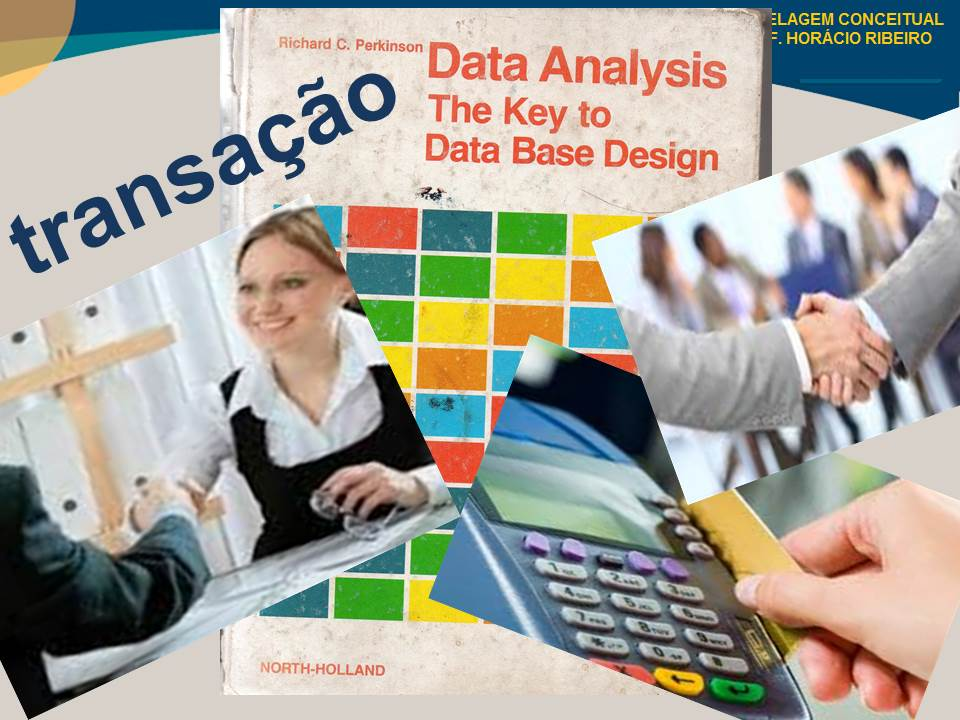 ELAGEM CONCEITUAL
F. HORÁCIO RIBEIRO
Richard C. Perkinson
Data Analysis
The Key to
Data Base Design
transação
NORTH-HOLLAND